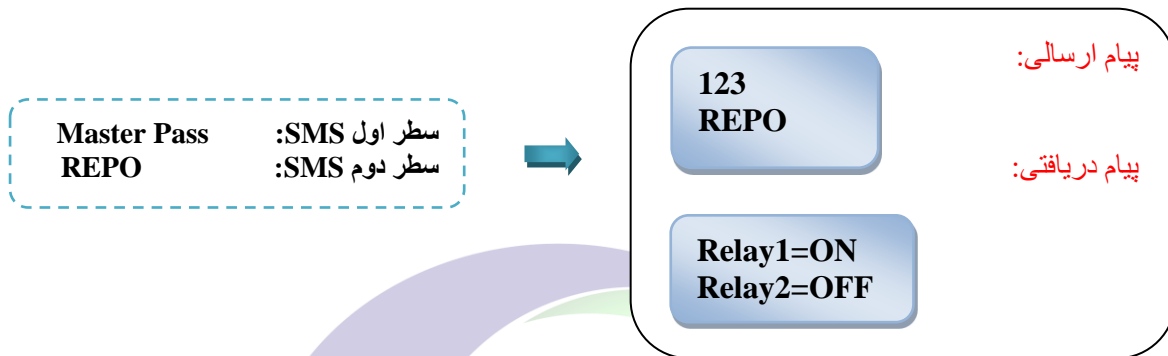 سطر اول SMS: Master Pass
سطر دوم SMS: REPO
پیام ارسالی:
123
REPO
پیام دریافتی:
Relay1=ON
Relay2=OFF